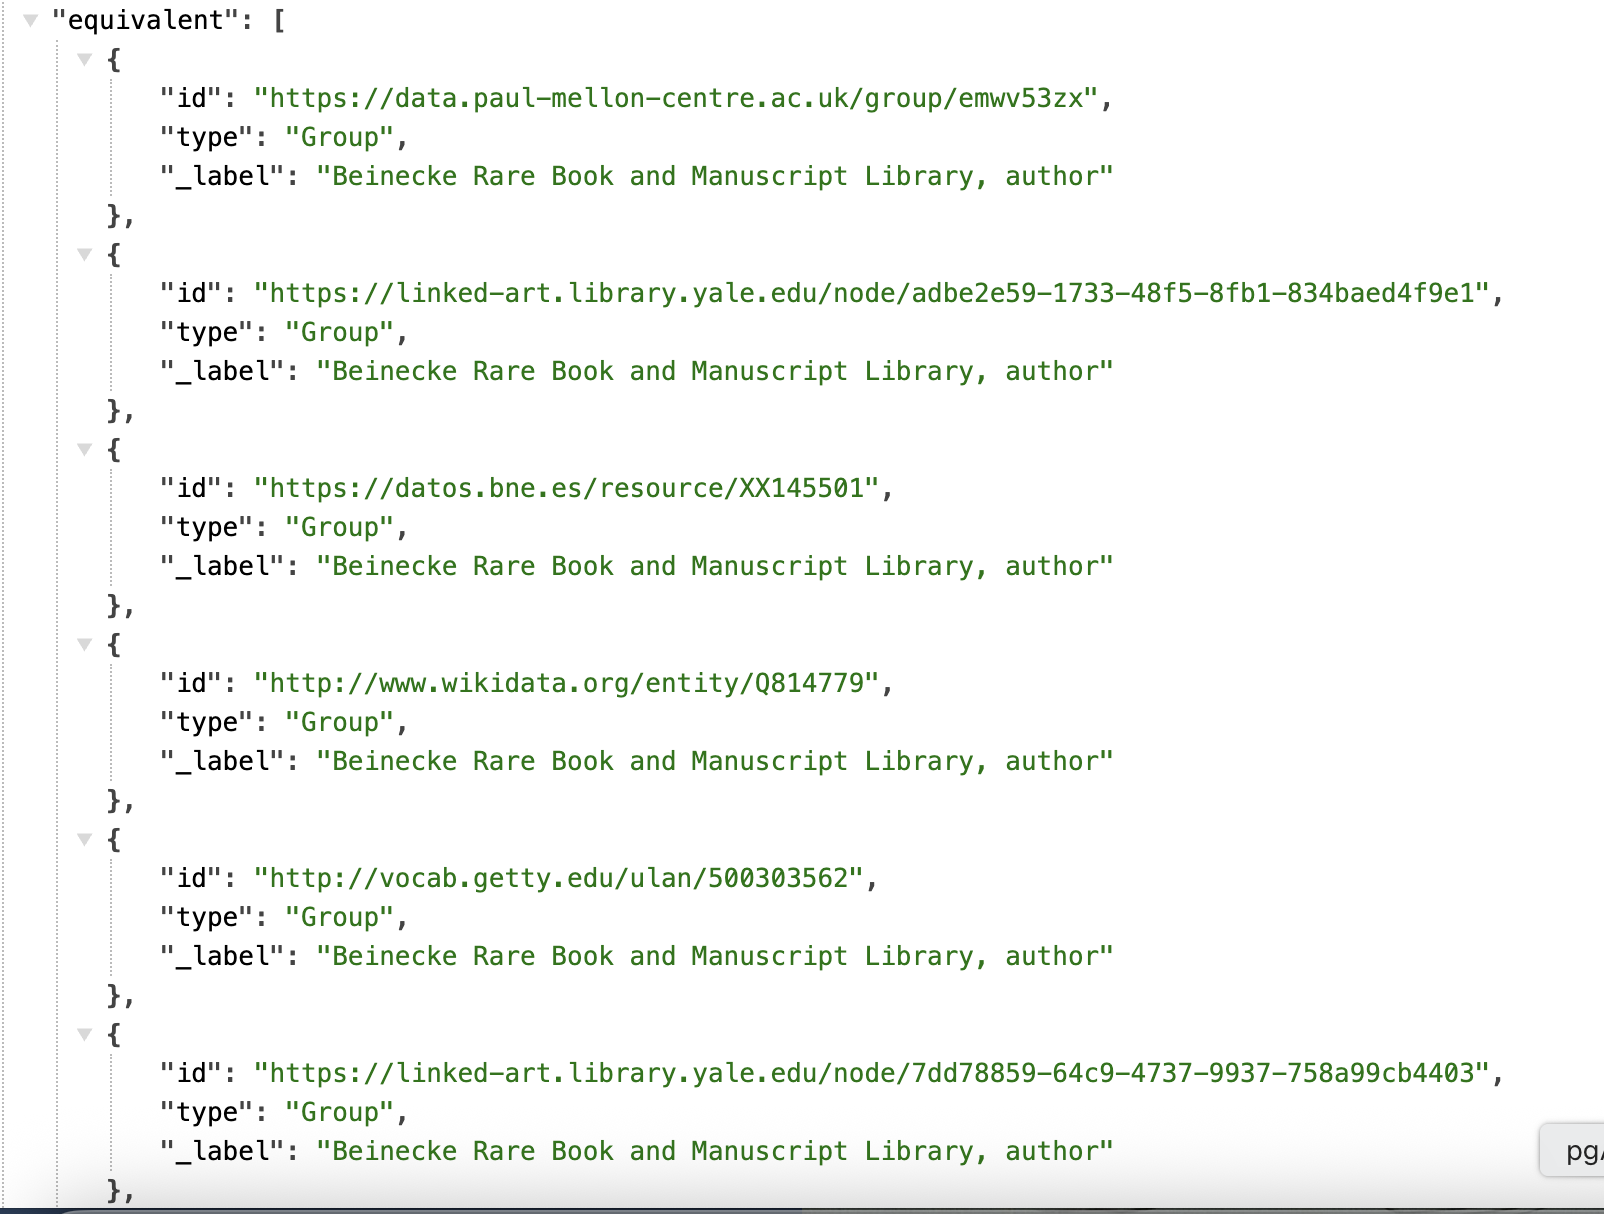 "equivalent": [
{
"id": "https://data.paul-mellon-centre.ac.uk/group/emwv53zx",
"type": "Group",
"_label": "Beinecke Rare Book and Manuscript Library, author"
},
{
"id": "https://linked-art.library.yale.edu/node/adbe2e59-1733-48f5-8fb1-834baed4f9e1",
"type": "Group",
"_label": "Beinecke Rare Book and Manuscript Library, author"
},
{
"id": "https://datos.bne.es/resource/XX145501",
"type": "Group",
"_label": "Beinecke Rare Book and Manuscript Library, author"
},
{
"id": "http://www.wikidata.org/entity/Q814779",
"type": "Group",
"_label": "Beinecke Rare Book and Manuscript Library, author"
},
{
"id": "http://vocab.getty.edu/ulan/500303562",
"type": "Group",
"_label": "Beinecke Rare Book and Manuscript Library, author"
},
{
"id": "https://linked-art.library.yale.edu/node/7dd78859-64c9-4737-9937-758a99cb4403",
"type": "Group",
"_label": "Beinecke Rare Book and Manuscript Library, author"
},